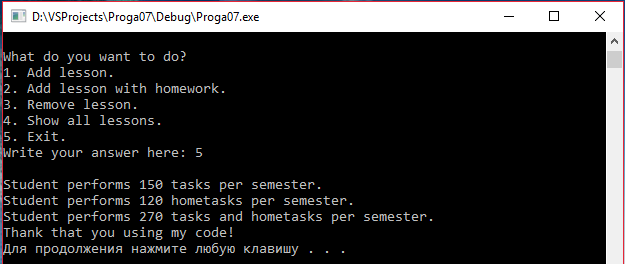 D:\VSProjects\Proga07\Debug\Proga07.exe
What do you want to do?
1. Add lesson.
2. Add lesson with homework.
3. Remove lesson.
4. Show all lessons.
5. Exit.
Write your answer here: 5
Student performs 150 tasks per semester.
Student performs 120 hometasks per semester.
Student performs 270 tasks and hometasks per semester.
Thank that you using my code!
Для продолжения нажмите любую клавишу . . .